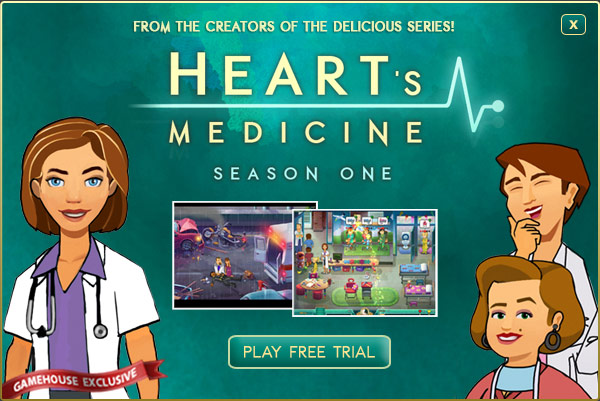 FROM THE CREATORS OF THE DELICIOUS SERIES!
X
HEART'S
MEDICINE
SEASON ONE
PLAY FREE TRIAL
GAMEHOUSE EXCLUSIVE